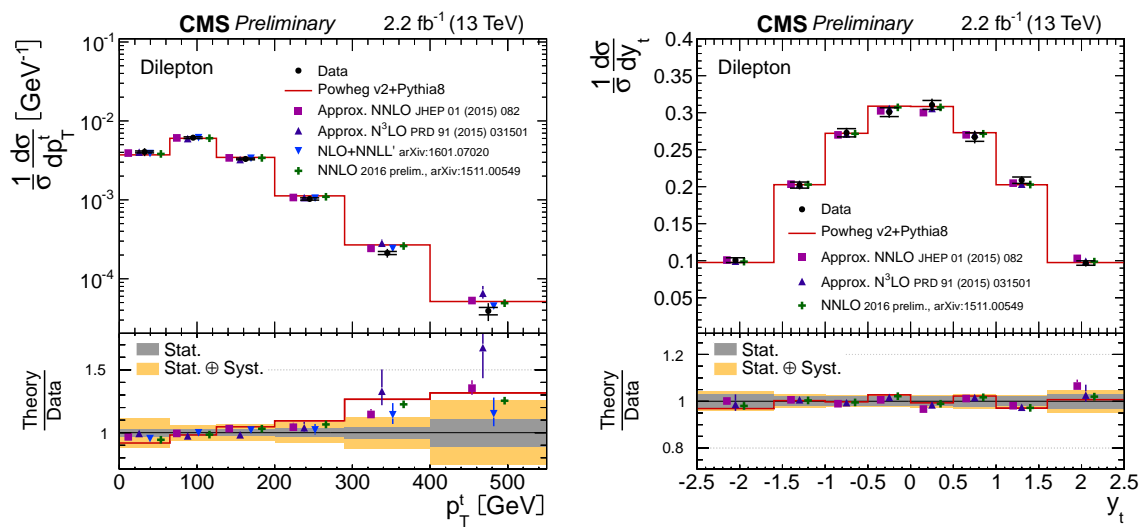 CMS Preliminary 2.2 fb⁻¹ (13 TeV)
1/σ dσ/dp_T^t [GeV⁻¹]
10⁻¹
10⁻²
10⁻³
10⁻⁴
Dilepton
Data
Powheg v2+Pythia8
Approx. NNLO JHEP 01 (2015) 082
Approx. N³LO PRD 91 (2015) 031501
NLO+NNLL' arXiv:1601.07020
NNLO 2016 prelim., arXiv:1511.00549
Theory/Data
1.5
1
Stat.
Stat. ⊕ Syst.
0 100 200 300 400 500
p_T^t [GeV]
CMS Preliminary 2.2 fb⁻¹ (13 TeV)
1/σ dσ/dy_t
0.4
0.35
0.3
0.25
0.2
0.15
0.1
0.05
Dilepton
Data
Powheg v2+Pythia8
Approx. NNLO JHEP 01 (2015) 082
Approx. N³LO PRD 91 (2015) 031501
NNLO 2016 prelim., arXiv:1511.00549
Theory/Data
1.2
1
0.8
Stat.
Stat. ⊕ Syst.
-2.5 -2 -1.5 -1 -0.5 0 0.5 1 1.5 2 2.5
y_t